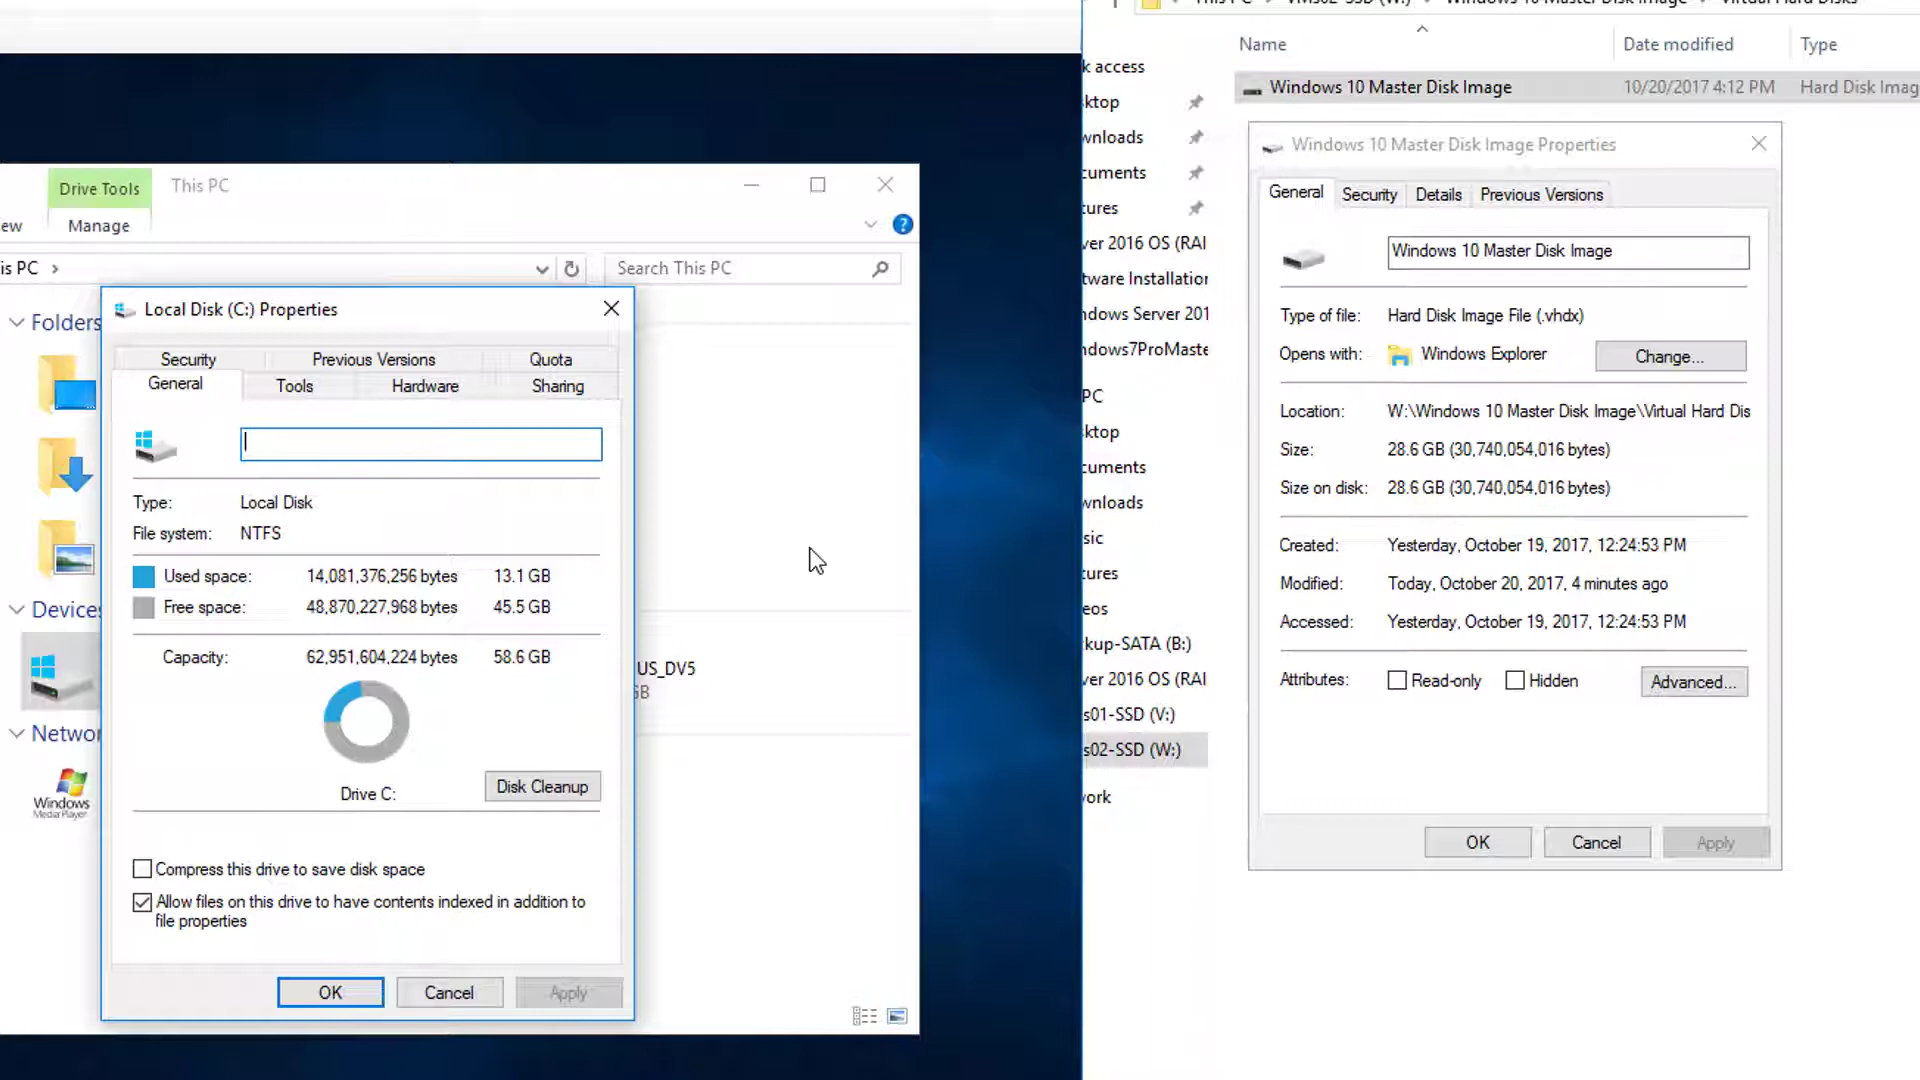 Drive Tools
This PC
ew
Manage
is PC
Search This PC
Folders
Devices
Networ
Windows
Media Player
US_DV5
Local Disk (C:) Properties
Security
Previous Versions
Quota
General
Tools
Hardware
Sharing
Type:
Local Disk
File system:
NTFS
Used space:
14,081,376,256 bytes
13.1 GB
Free space:
48,870,227,968 bytes
45.5 GB
Capacity:
62,951,604,224 bytes
58.6 GB
Drive C:
Disk Cleanup
Compress this drive to save disk space
Allow files on this drive to have contents indexed in addition to
file properties
OK
Cancel
Apply
Name
Date modified
Type
Windows 10 Master Disk Image
10/20/2017 4:12 PM
Hard Disk Imag
k access
ktop
wnloads
cuments
tures
ver 2016 OS (RAI
tware Installation
ndows Server 201
ndows7ProMaste
PC
ktop
cuments
wnloads
sic
tures
eos
ckup-SATA (B:)
ver 2016 OS (RAI
s01-SSD (V:)
s02-SSD (W:)
work
Windows 10 Master Disk Image Properties
General
Security
Details
Previous Versions
Windows 10 Master Disk Image
Type of file:
Hard Disk Image File (.vhdx)
Opens with:
Windows Explorer
Change...
Location:
W:\Windows 10 Master Disk Image\Virtual Hard Dis
Size:
28.6 GB (30,740,054,016 bytes)
Size on disk:
28.6 GB (30,740,054,016 bytes)
Created:
Yesterday, October 19, 2017, 12:24:53 PM
Modified:
Today, October 20, 2017, 4 minutes ago
Accessed:
Yesterday, October 19, 2017, 12:24:53 PM
Attributes:
Read-only
Hidden
Advanced...
OK
Cancel
Apply